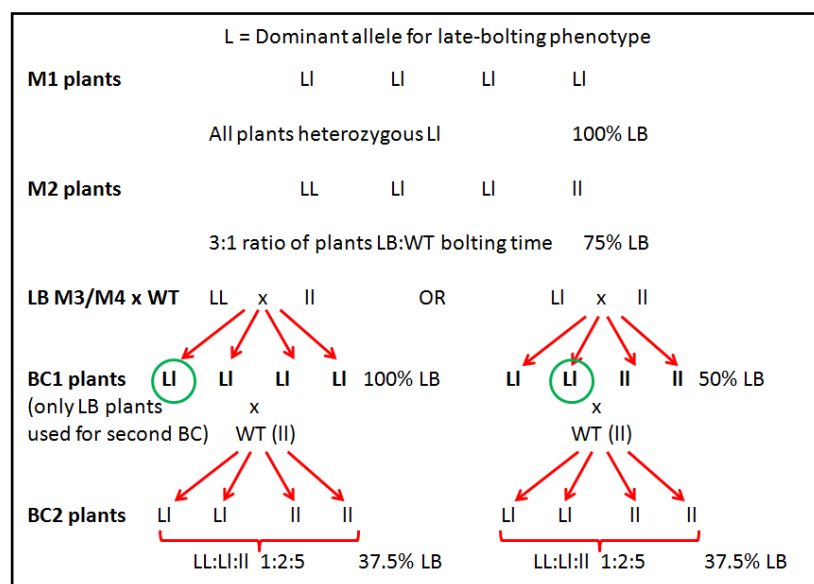 L = Dominant allele for late-bolting phenotype
M1 plants Ll Ll Ll Ll
All plants heterozygous Ll 100% LB
M2 plants LL Ll Ll ll
3:1 ratio of plants LB:WT bolting time 75% LB
LB M3/M4 x WT LL x ll OR Ll x ll
BC1 plants Ll Ll Ll Ll 100% LB Ll Ll ll ll 50% LB
(only LB plants x x
used for second BC) WT (ll) WT (ll)
BC2 plants Ll Ll ll ll Ll Ll ll ll
LL:Ll:ll 1:2:5 37.5% LB LL:Ll:ll 1:2:5 37.5% LB